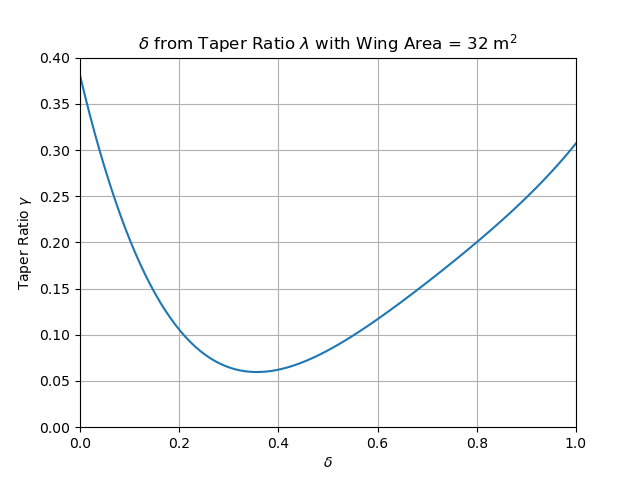 δ from Taper Ratio λ with Wing Area = 32 m²
0.40
0.35
0.30
0.25
0.20
0.15
0.10
0.05
0.00
Taper Ratio γ
0.0 0.2 0.4 0.6 0.8 1.0
δ